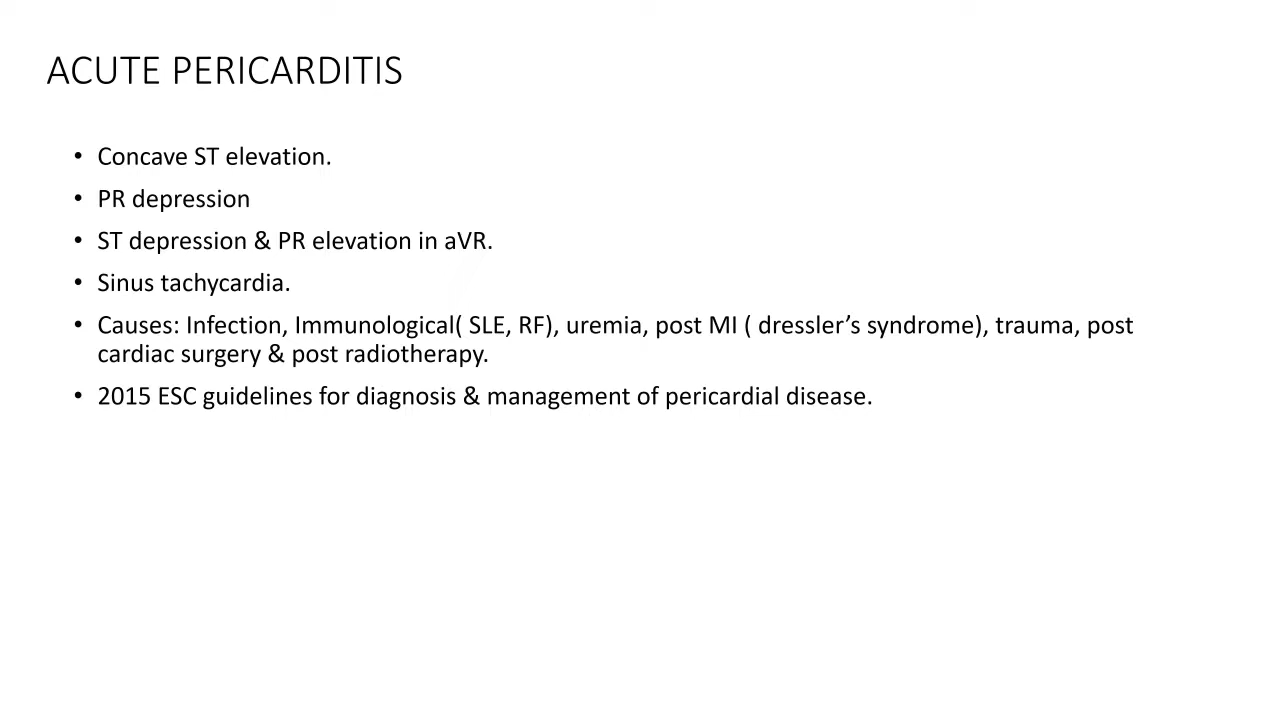 ACUTE PERICARDITIS
• Concave ST elevation.
• PR depression
• ST depression & PR elevation in aVR.
• Sinus tachycardia.
• Causes: Infection, Immunological( SLE, RF), uremia, post MI ( dressler’s syndrome), trauma, post
cardiac surgery & post radiotherapy.
• 2015 ESC guidelines for diagnosis & management of pericardial disease.